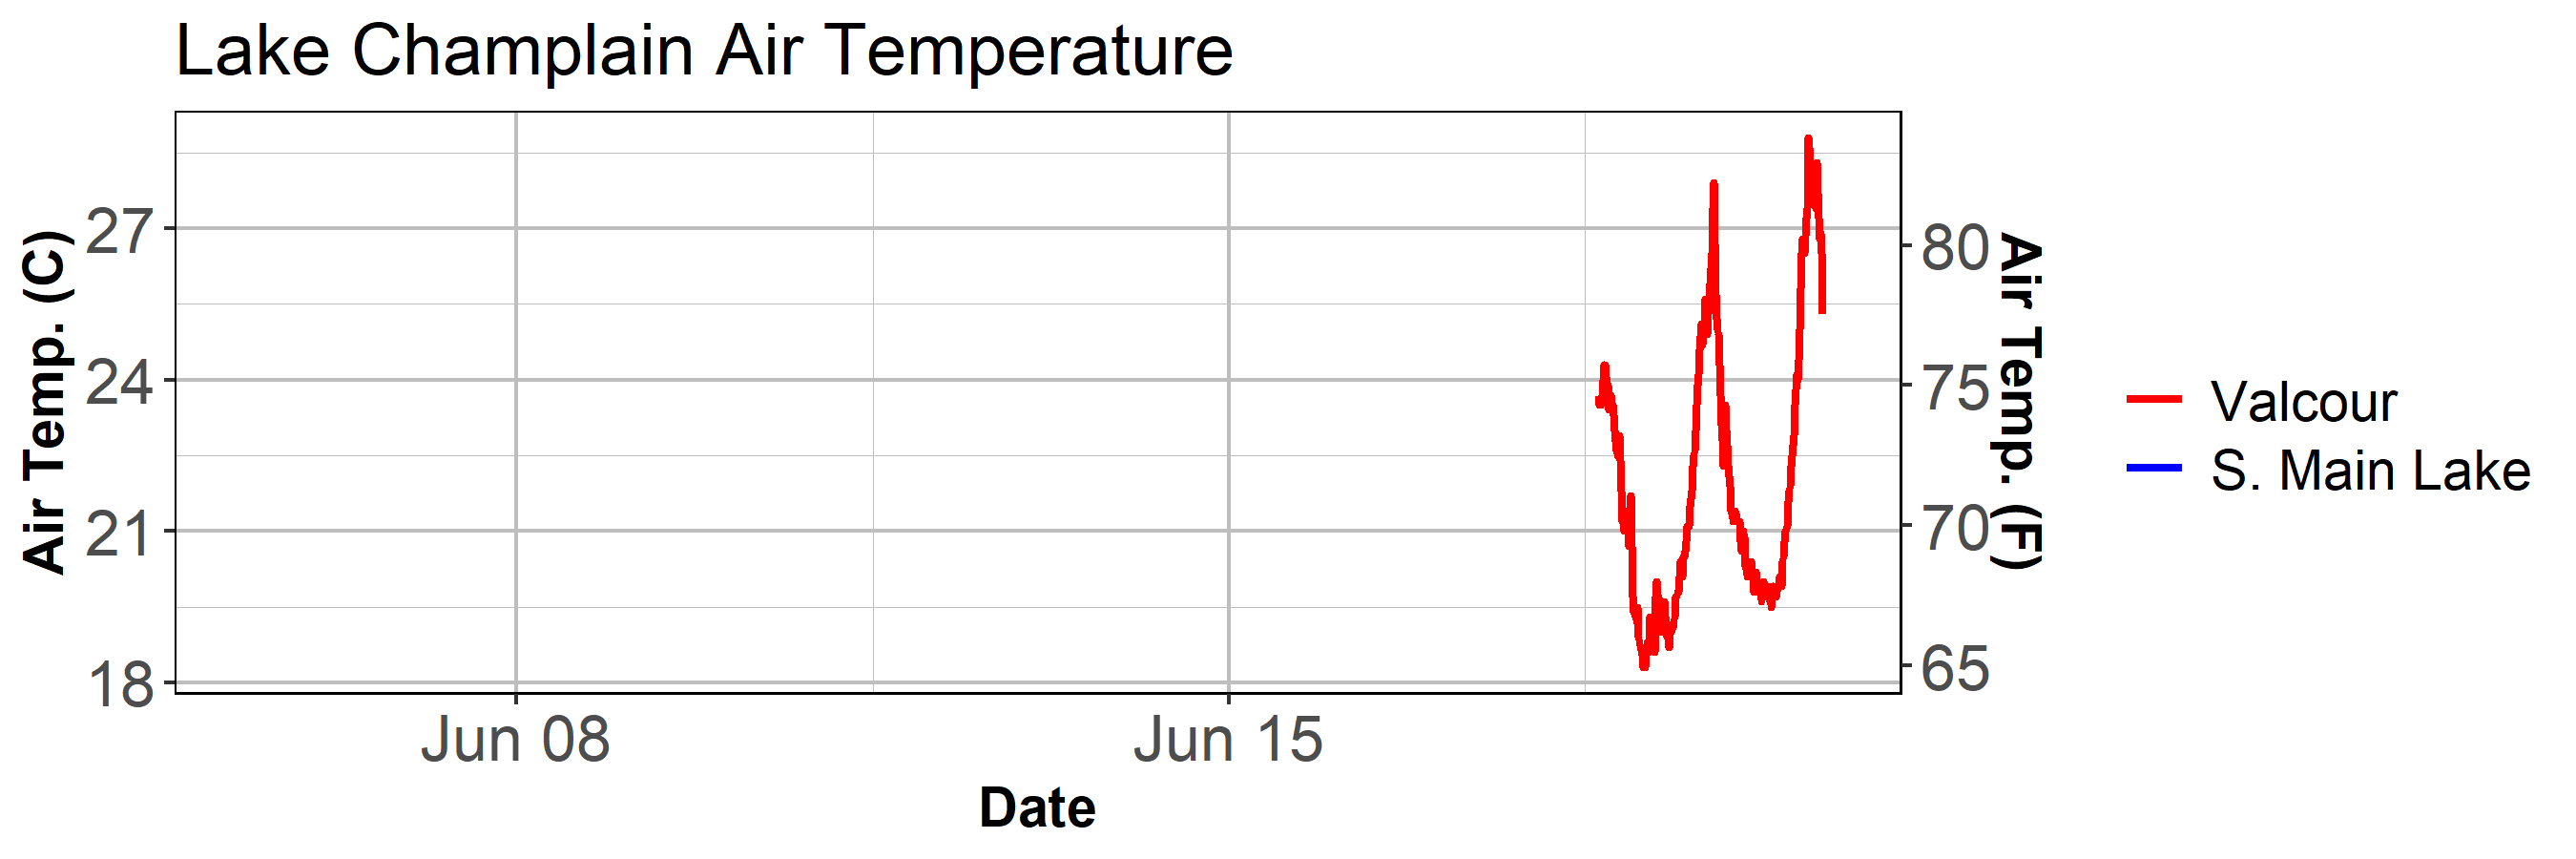 Lake Champlain Air Temperature
Air Temp. (C)
27
24
21
18
80
75
70
65
Air Temp. (F)
Jun 08
Jun 15
Date
Valcour
S. Main Lake